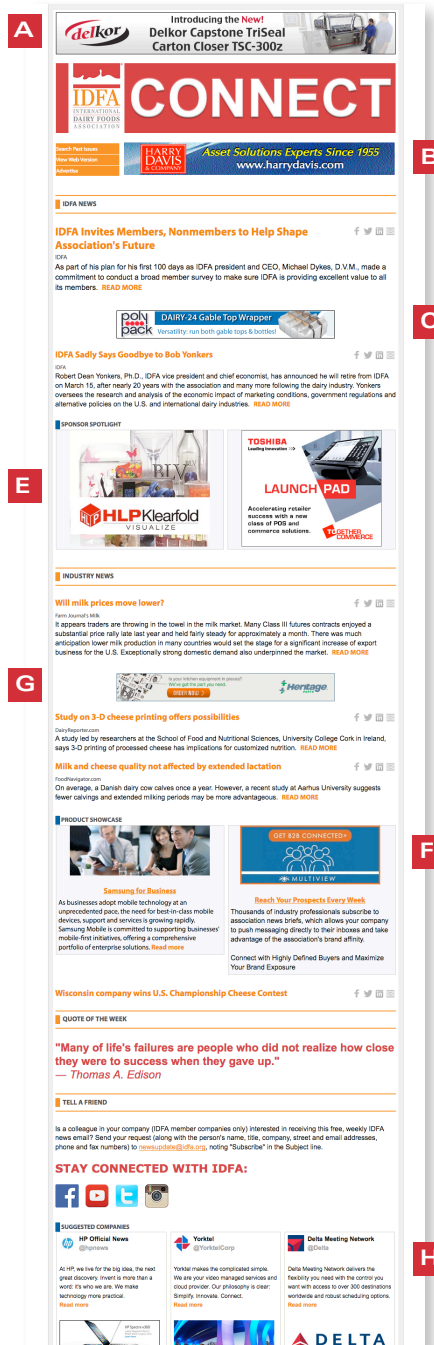 A
delkor
Introducing the New!
Delkor Capstone TriSeal
Carton Closer TSC-300z
IDFA
INTERNATIONAL
DAIRY FOODS
ASSOCIATION
CONNECT
Search Past Issues
View Web Version
Advertise
HARRY
DAVIS
& COMPANY
Asset Solutions Experts Since 1955
www.harrydavis.com
B
IDFA NEWS
IDFA Invites Members, Nonmembers to Help Shape
Association's Future
IDFA
As part of his plan for his first 100 days as IDFA president and CEO, Michael Dykes, D.V.M., made a
commitment to conduct a broad member survey to make sure IDFA is providing excellent value to all
its members. READ MORE
poly
pack
DAIRY-24 Gable Top Wrapper
Versatility: run both gable tops & bottles!
C
IDFA Sadly Says Goodbye to Bob Yonkers
IDFA
Robert Dean Yonkers, Ph.D., IDFA vice president and chief economist, has announced he will retire from IDFA
on March 15, after nearly 20 years with the association and many more following the dairy industry. Yonkers
oversees the research and analysis of the economic impact of marketing conditions, government regulations and
alternative policies on the U.S. and international dairy industries. READ MORE
SPONSOR SPOTLIGHT
E
HLP Klearfold
VISUALIZE
TOSHIBA
Leading Innovation >>>
LAUNCH PAD
Accelerating retailer
success with a new
class of POS and
commerce solutions.
TOGETHER
COMMERCE
INDUSTRY NEWS
Will milk prices move lower?
Farm Journal's Milk
It appears traders are throwing in the towel in the milk market. Many Class III futures contracts enjoyed a
substantial price rally late last year and held fairly steady for approximately a month. There was much
anticipation lower milk production in many countries would set the stage for a significant increase of export
business for the U.S. Exceptionally strong domestic demand also underpinned the market. READ MORE
G
Is your kitchen equipment in pieces?
We've got the part you need.
ORDER NOW >
Heritage
PARTS
Study on 3-D cheese printing offers possibilities
DairyReporter.com
A study led by researchers at the School of Food and Nutritional Sciences, University College Cork in Ireland,
says 3-D printing of processed cheese has implications for customized nutrition. READ MORE
Milk and cheese quality not affected by extended lactation
FoodNavigator.com
On average, a Danish dairy cow calves once a year. However, a recent study at Aarhus University suggests
fewer calvings and extended milking periods may be more advantageous. READ MORE
PRODUCT SHOWCASE
Samsung for Business
As businesses adopt mobile technology at an
unprecedented pace, the need for best-in-class mobile
devices, support and services is growing rapidly.
Samsung Mobile is committed to supporting businesses'
mobile-first initiatives, offering a comprehensive
portfolio of enterprise solutions. Read more
GET B2B CONNECTED>
MULTIVIEW
Reach Your Prospects Every Week
Thousands of industry professionals subscribe to
association news briefs, which allows your company
to push messaging directly to their inboxes and take
advantage of the association's brand affinity.
Connect with Highly Defined Buyers and Maximize
Your Brand Exposure
F
Wisconsin company wins U.S. Championship Cheese Contest
QUOTE OF THE WEEK
"Many of life's failures are people who did not realize how close
they were to success when they gave up."
— Thomas A. Edison
TELL A FRIEND
Is a colleague in your company (IDFA member companies only) interested in receiving this free, weekly IDFA
news email? Send your request (along with the person's name, title, company, street and email addresses,
phone and fax numbers) to newsupdate@idfa.org, noting "Subscribe" in the Subject line.
STAY CONNECTED WITH IDFA:
SUGGESTED COMPANIES
HP Official News
@hpnews
At HP, we live for the big idea, the next
great discovery. Invent is more than a
word: it's who we are. We make
technology more practical.
Read more
Yorktel
@YorktelCorp
Yorktel makes the complicated simple.
We are your video managed services and
cloud provider. Our philosophy is clear:
Simplify. Innovate. Connect.
Read more
Delta Meeting Network
@Delta
Delta Meeting Network delivers the
flexibility you need with the control you
want with access to over 300 destinations
worldwide and robust scheduling options.
Read more
H
DELTA